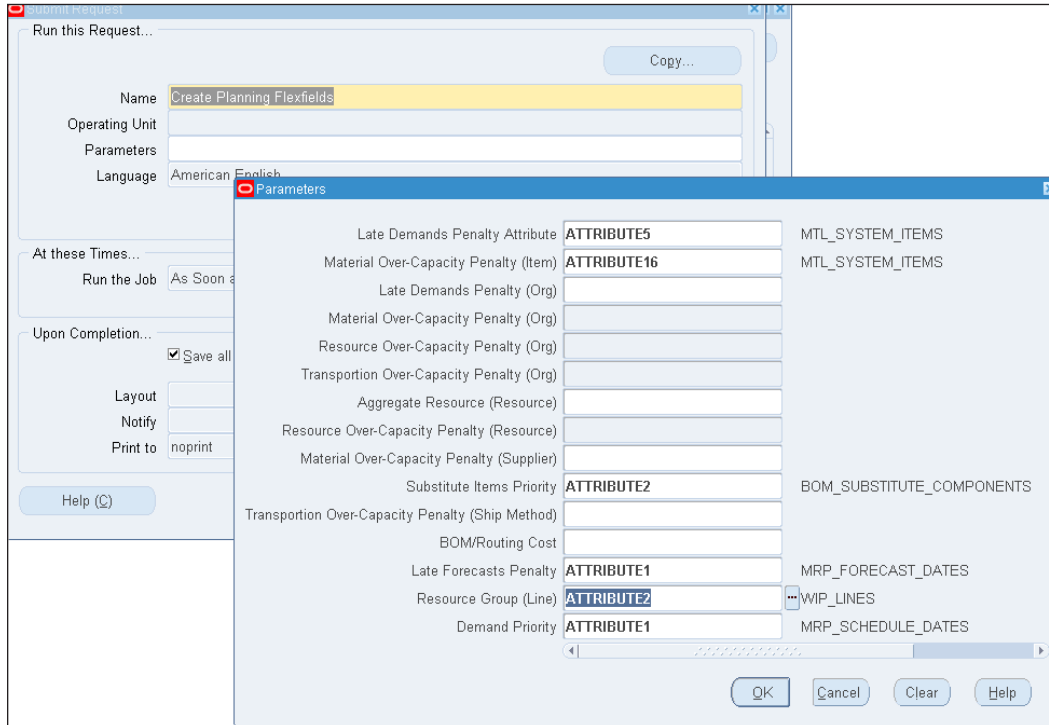 Submit Request
Run this Request...
Copy...
Name Create Planning Flexfields
Operating Unit
Parameters
Language American English
Parameters
Late Demands Penalty Attribute ATTRIBUTE5 MTL_SYSTEM_ITEMS
At these Times...
Material Over-Capacity Penalty (Item) ATTRIBUTE16 MTL_SYSTEM_ITEMS
Run the Job As Soon a
Late Demands Penalty (Org)
Material Over-Capacity Penalty (Org)
Upon Completion...
Resource Over-Capacity Penalty (Org)
Save all
Transportion Over-Capacity Penalty (Org)
Layout
Aggregate Resource (Resource)
Notify
Resource Over-Capacity Penalty (Resource)
Print to noprint
Material Over-Capacity Penalty (Supplier)
Substitute Items Priority ATTRIBUTE2 BOM_SUBSTITUTE_COMPONENTS
Help (C)
Transportion Over-Capacity Penalty (Ship Method)
BOM/Routing Cost
Late Forecasts Penalty ATTRIBUTE1 MRP_FORECAST_DATES
Resource Group (Line) ATTRIBUTE2 WIP_LINES
Demand Priority ATTRIBUTE1 MRP_SCHEDULE_DATES
OK Cancel Clear Help